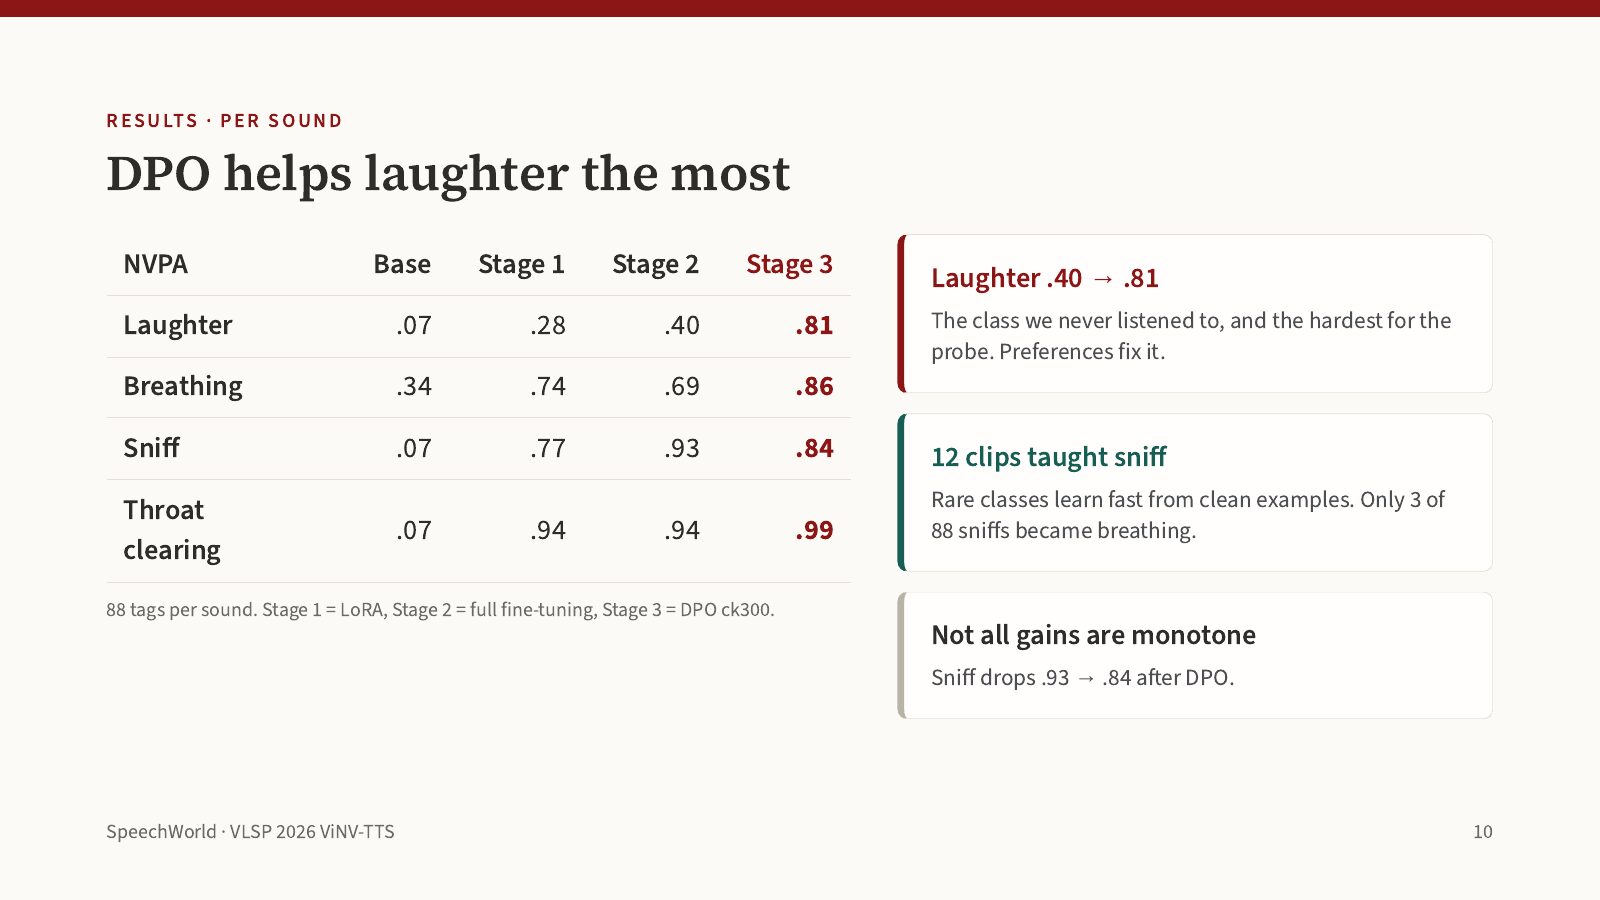 RESULTS · PER SOUND
DPO helps laughter the most
NVPA Base Stage 1 Stage 2 Stage 3
Laughter .07 .28 .40 .81
Breathing .34 .74 .69 .86
Sniff .07 .77 .93 .84
Throat
clearing .07 .94 .94 .99
88 tags per sound. Stage 1 = LoRA, Stage 2 = full fine-tuning, Stage 3 = DPO ck300.
Laughter .40 → .81
The class we never listened to, and the hardest for the
probe. Preferences fix it.
12 clips taught sniff
Rare classes learn fast from clean examples. Only 3 of
88 sniffs became breathing.
Not all gains are monotone
Sniff drops .93 → .84 after DPO.
SpeechWorld · VLSP 2026 ViNV-TTS
10